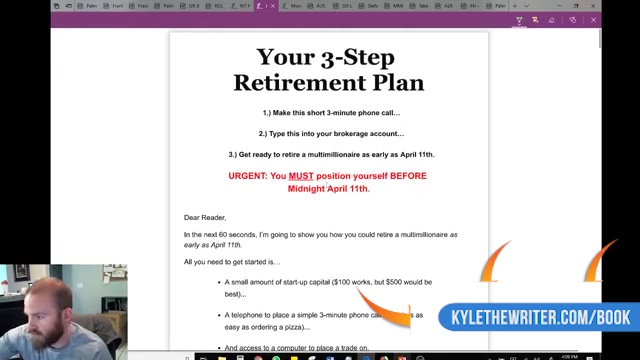 Your 3-Step
Retirement Plan
1.) Make this short 3-minute phone call…
2.) Type this into your brokerage account…
3.) Get ready to retire a multimillionaire as early as April 11th.
URGENT: You MUST position yourself BEFORE
Midnight April 11th.
Dear Reader,
In the next 60 seconds, I'm going to show you how you could retire a multimillionaire as
early as April 11th.
All you need to get started is…
• A small amount of start-up capital ($100 works, but $500 would be
best)…
• A telephone to place a simple 3-minute phone as
easy as ordering a pizza)…
• And access to a computer to place a trade on.
KYLETHEWRITER.COM/BOOK
4:09 PM